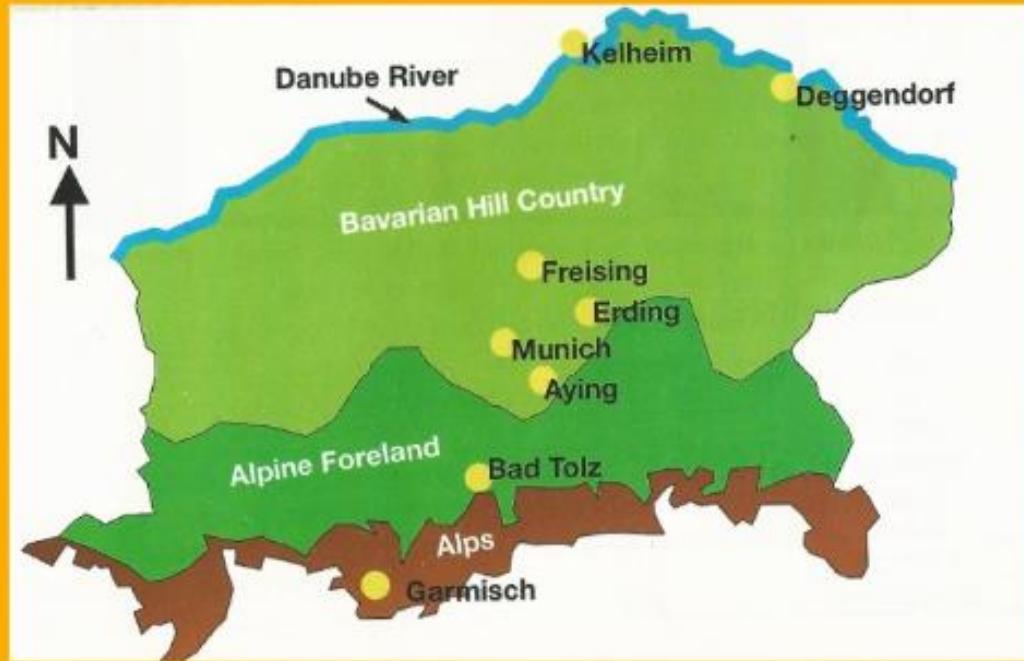 Kelheim
Danube River
Deggendorf
N
Bavarian Hill Country
Freising
Erding
Munich
Aying
Alpine Foreland
Bad Tolz
Alps
Garmisch